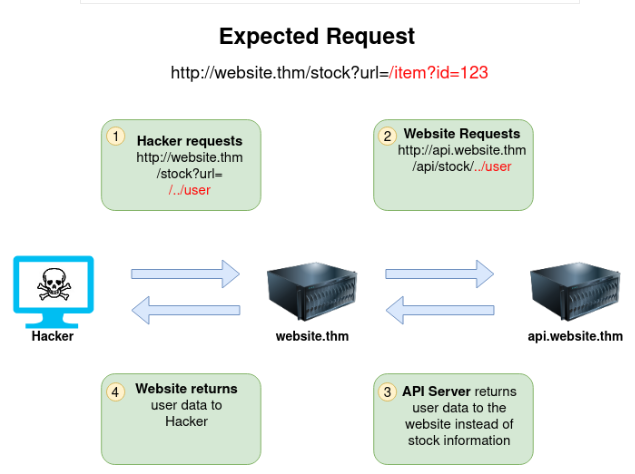 Expected Request
http://website.thm/stock?url=/item?id=123
1
Hacker requests
http://website.thm
/stock?url=
/../user
2
Website Requests
http://api.website.thm
/api/stock/../user
Hacker
website.thm
api.website.thm
4
Website returns
user data to
Hacker
3
API Server returns
user data to the
website instead of
stock information